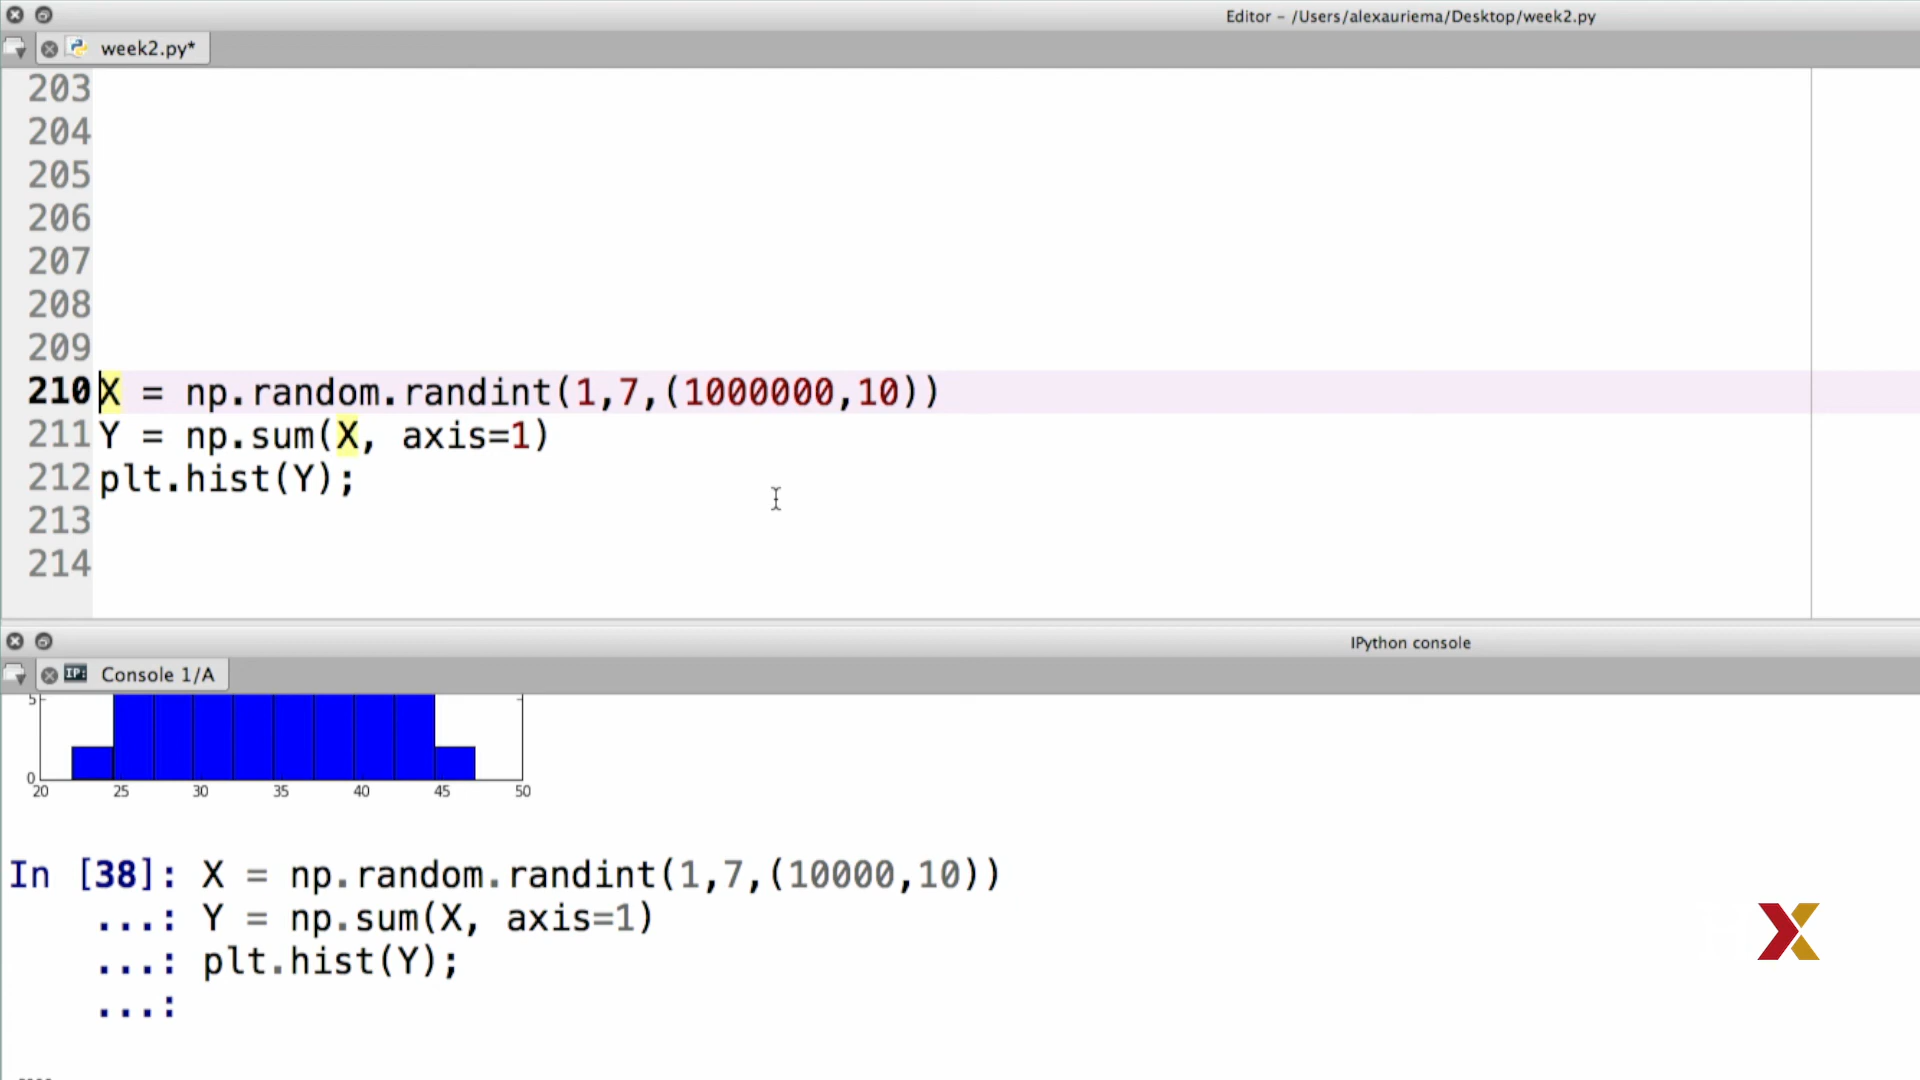 Editor – /Users/alexauriema/Desktop/week2.py
week2.py*
203
204
205
206
207
208
209
210 X = np.random.randint(1,7,(1000000,10))
211 Y = np.sum(X, axis=1)
212 plt.hist(Y);
213
214
IPython console
Console 1/A
5
0
20 25 30 35 40 45 50
In [38]: X = np.random.randint(1,7,(10000,10))
...: Y = np.sum(X, axis=1)
...: plt.hist(Y);
...: